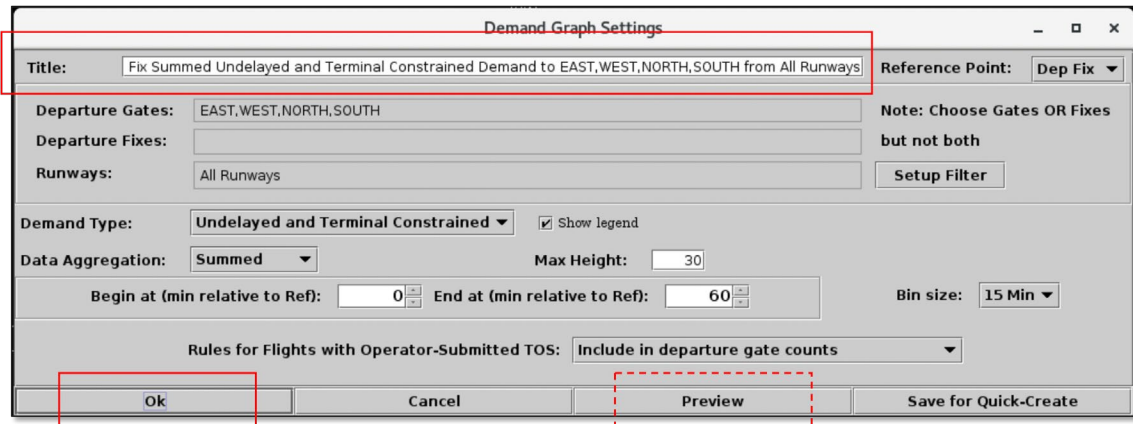 Demand Graph Settings
Title: Fix Summed Undelayed and Terminal Constrained Demand to EAST,WEST,NORTH,SOUTH from All Runways Reference Point: Dep Fix
Departure Gates: EAST,WEST,NORTH,SOUTH Note: Choose Gates OR Fixes
Departure Fixes: but not both
Runways: All Runways Setup Filter
Demand Type: Undelayed and Terminal Constrained Show legend
Data Aggregation: Summed Max Height: 30
Begin at (min relative to Ref): 0 End at (min relative to Ref): 60 Bin size: 15 Min
Rules for Flights with Operator-Submitted TOS: Include in departure gate counts
Ok Cancel Preview Save for Quick-Create